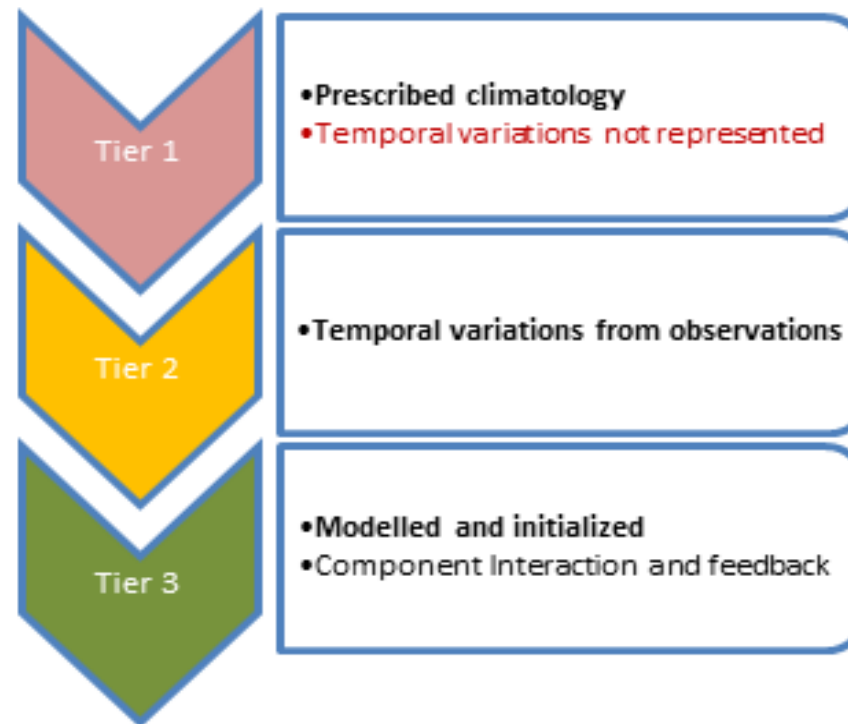 Tier 1
•Prescribed climatology
•Temporal variations not represented
Tier 2
•Temporal variations from observations
Tier 3
•Modelled and initialized
•Component Interaction and feedback